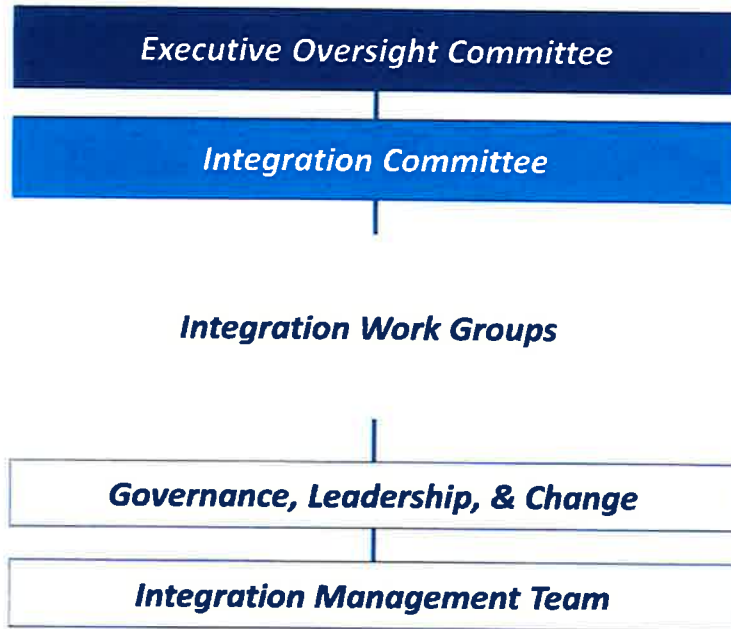 Executive Oversight Committee
Integration Committee
Integration Work Groups
Governance, Leadership, & Change
Integration Management Team